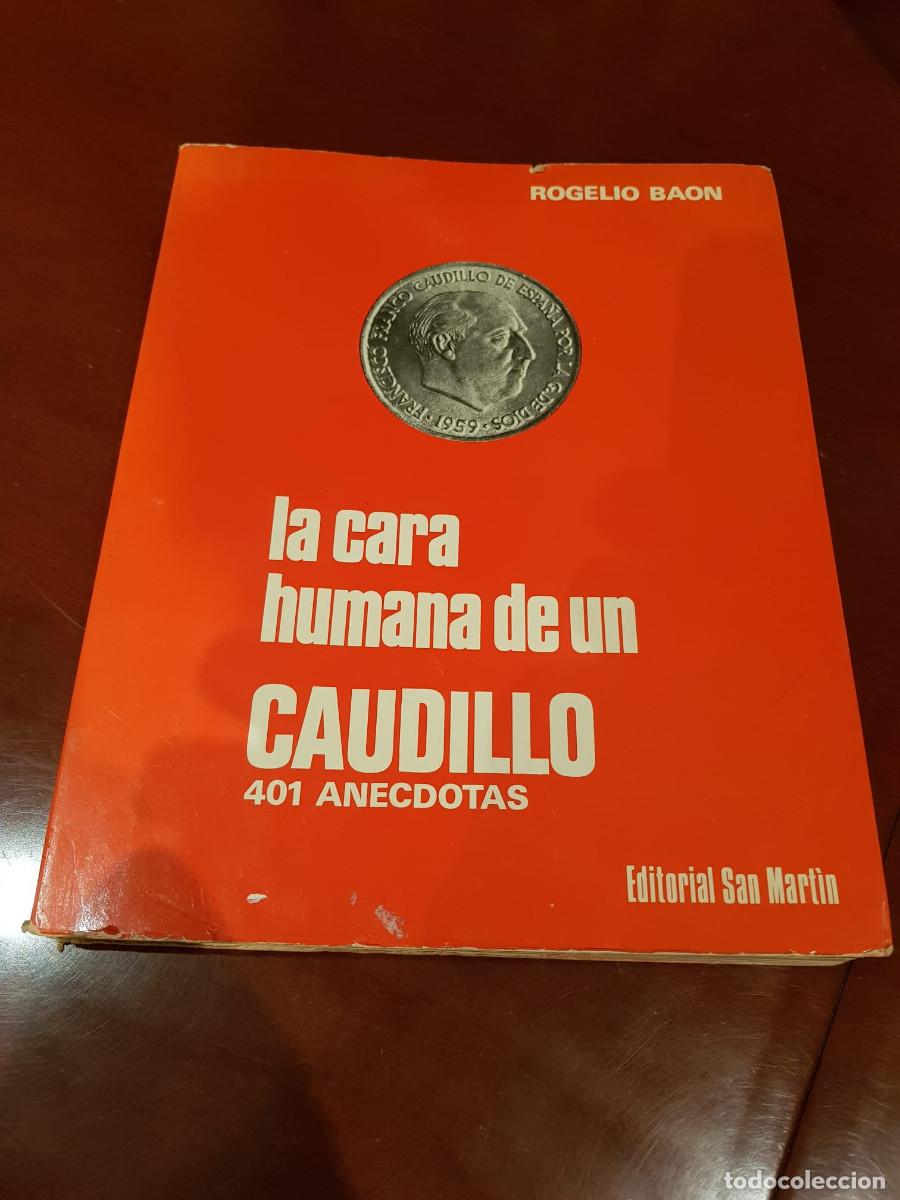 ROGELIO BAON
FRANCISCO FRANCO CAUDILLO DE ESPAÑA POR LA G. DE DIOS · 1959 ·
la cara
humana de un
CAUDILLO
401 ANECDOTAS
Editorial San Martìn
todocoleccion